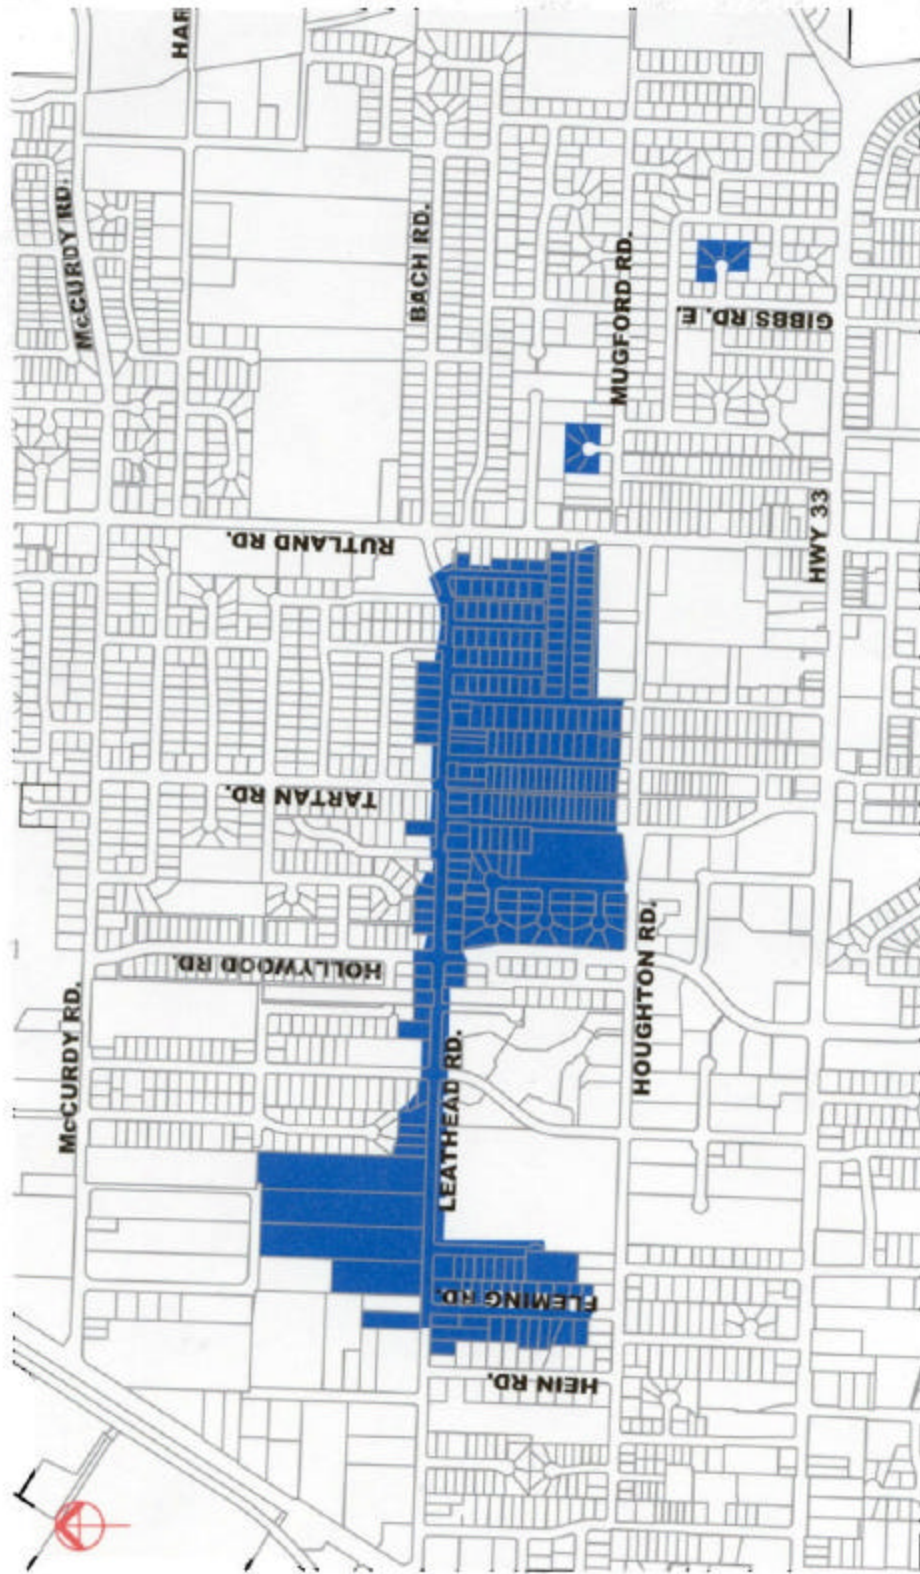 HAR
McCURDY RD.
BACH RD.
MUGFORD RD.
GIBBS RD. E.
RUTLAND RD.
HWY 33
TARTAN RD.
HOLLYWOOD RD.
HOUGHTON RD.
McCURDY RD.
LEATHEAD RD.
FLEMING RD.
HEIN RD.